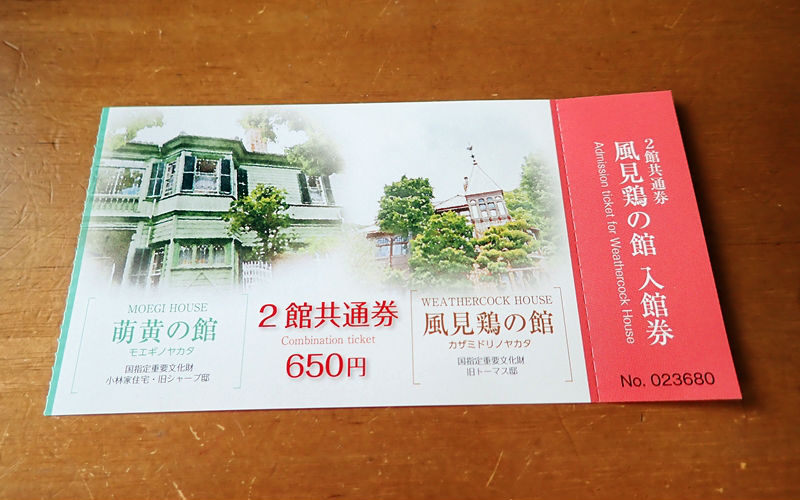 MOEGI HOUSE
萌黄の館
モエギノヤカタ
国指定重要文化財
小林家住宅・旧シャープ邸
2館共通券
Combination ticket
650円
WEATHERCOCK HOUSE
風見鶏の館
カザミドリノヤカタ
国指定重要文化財
旧トーマス邸
2館共通券
風見鶏の館 入館券
Admission ticket for Weathercock House
No. 023680